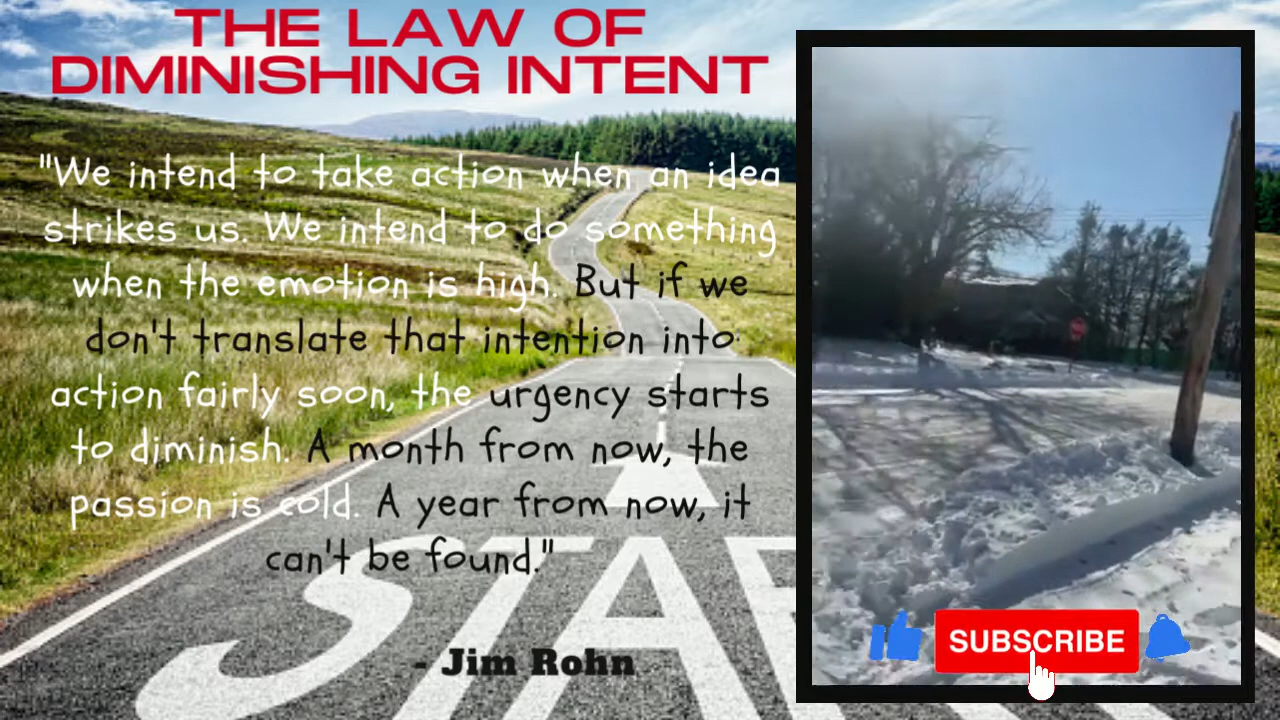 THE LAW OF
DIMINISHING INTENT
"We intend to take action when an idea
strikes us. We intend to do something
when the emotion is high. But if we
don't translate that intention into
action fairly soon, the urgency starts
to diminish. A month from now, the
passion is cold. A year from now, it
can't be found."
- Jim Rohn
STAR
SUBSCRIBE